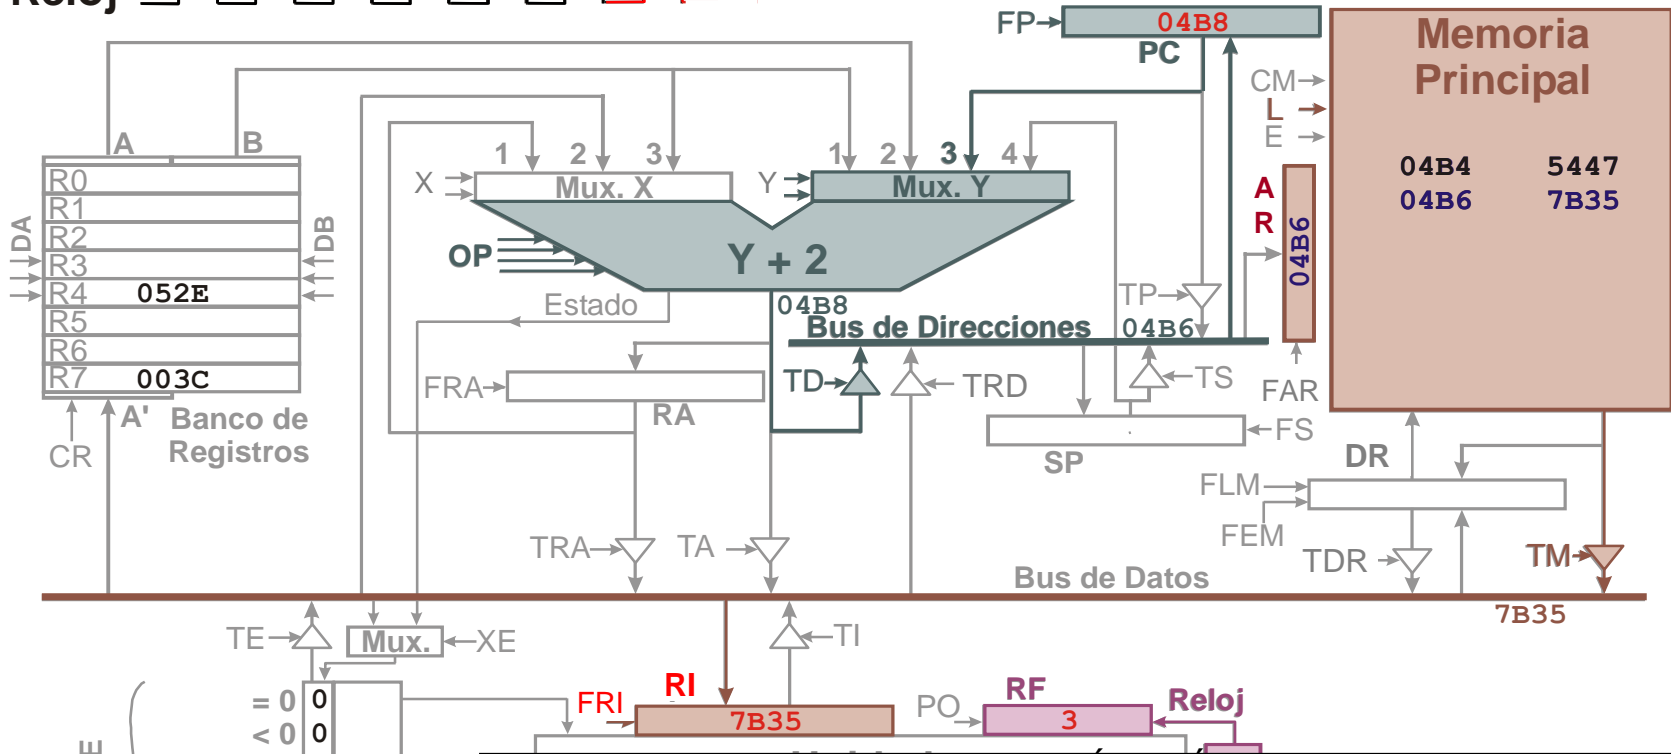 Reloj
FP
04B8
PC
Memoria
Principal
CM
L
E
04B4 5447
04B6 7B35
A
B
1 2 3
1 2 3 4
X
Mux. X
Y
Mux. Y
A
R
04B6
R0
R1
R2
R3
R4 052E
R5
R6
R7 003C
DA
DB
OP
Y + 2
Estado
04B8
Bus de Direcciones 04B6
TP
FRA
RA
TD
TRD
TS
FAR
FS
SP
A'
Banco de
Registros
CR
DR
FLM
FEM
TRA
TA
TDR
TM
Bus de Datos
7B35
TE
Mux.
XE
TI
= 0 0
< 0 0
E
FRI
RI
7B35
PO
RF
3
Reloj